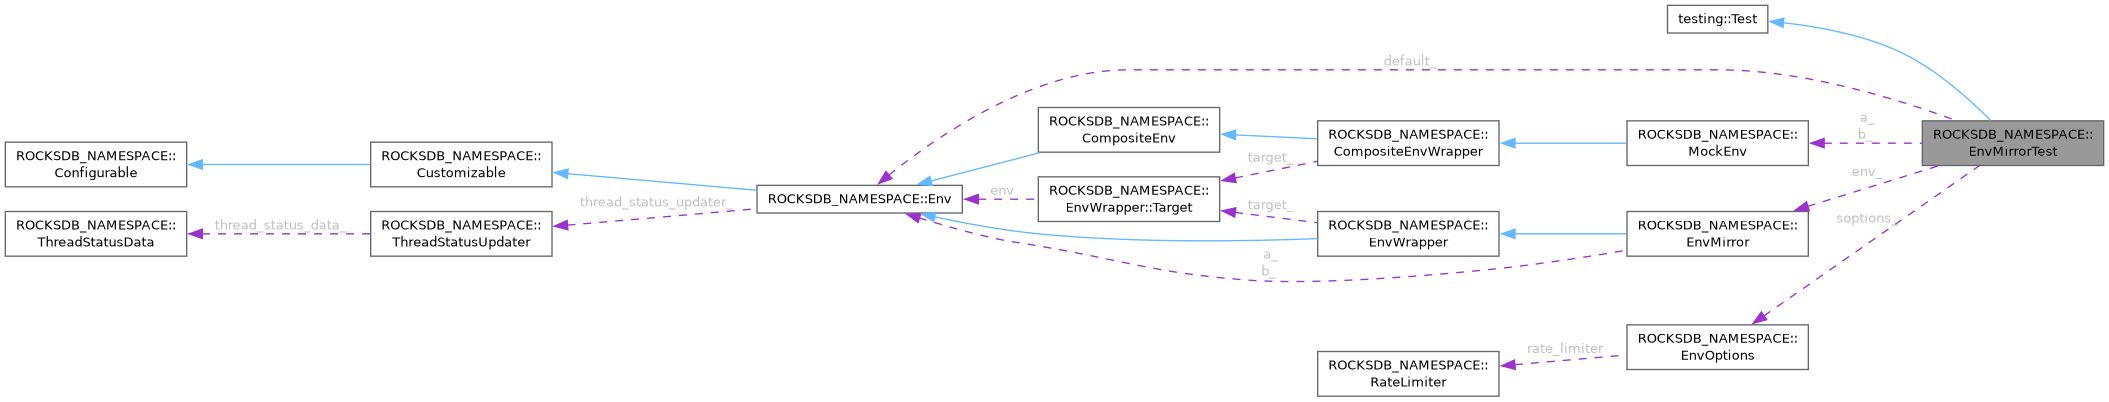 testing::Test
default_
ROCKSDB_NAMESPACE::
CompositeEnv
ROCKSDB_NAMESPACE::
CompositeEnvWrapper
a_
b_
ROCKSDB_NAMESPACE::
MockEnv
ROCKSDB_NAMESPACE::
EnvMirrorTest
ROCKSDB_NAMESPACE::
Configurable
ROCKSDB_NAMESPACE::
Customizable
target_
env_
ROCKSDB_NAMESPACE::Env
env
ROCKSDB_NAMESPACE::
EnvWrapper::Target
thread_status_updater_
target_
soptions_
ROCKSDB_NAMESPACE::
ThreadStatusData
thread_status_data_
ROCKSDB_NAMESPACE::
ThreadStatusUpdater
ROCKSDB_NAMESPACE::
EnvWrapper
ROCKSDB_NAMESPACE::
EnvMirror
a_
b_
ROCKSDB_NAMESPACE::
EnvOptions
rate_limiter
ROCKSDB_NAMESPACE::
RateLimiter